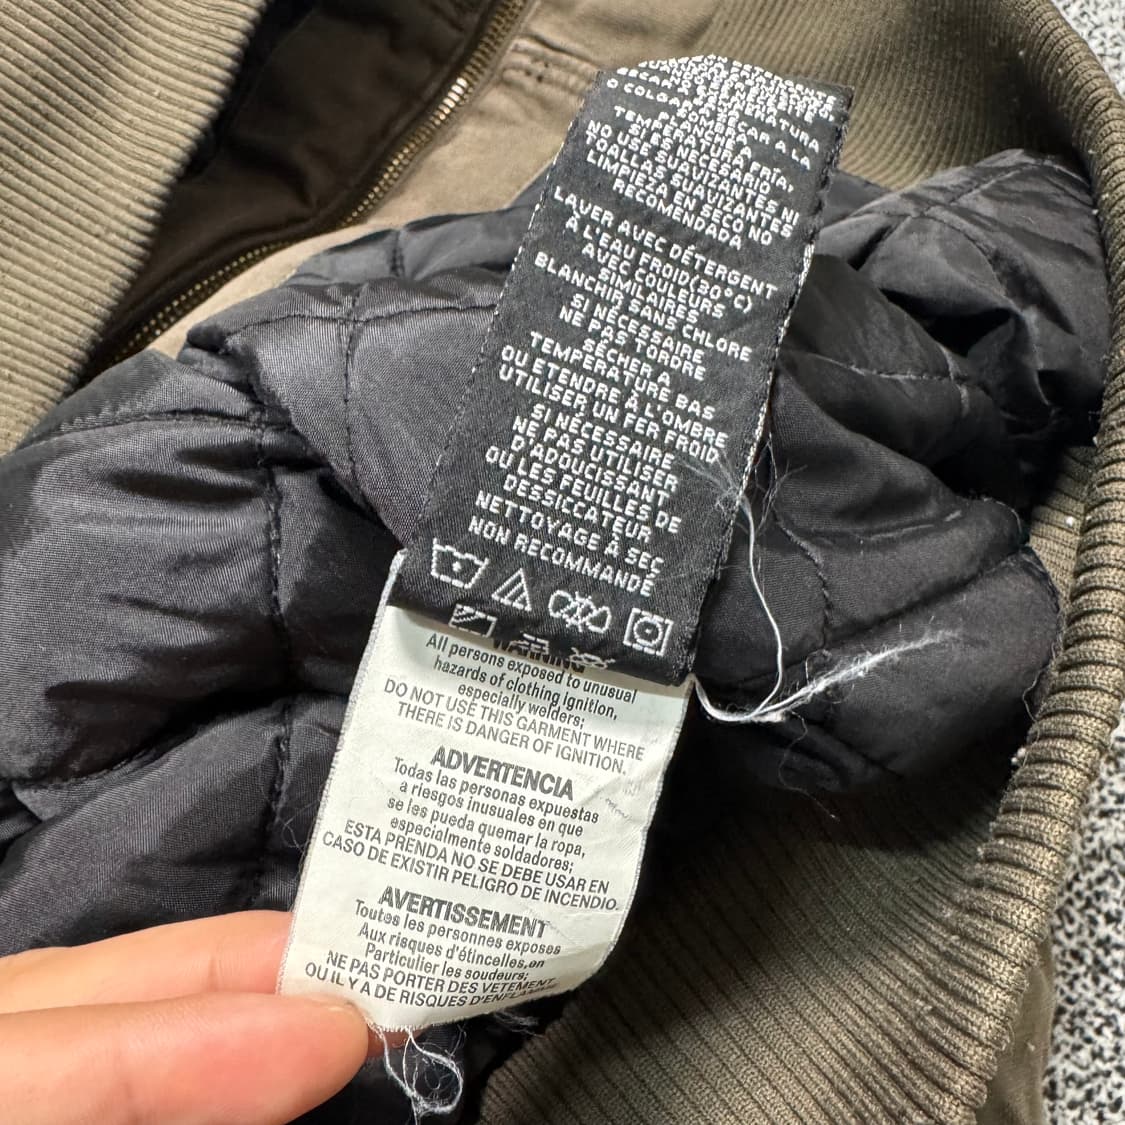 O COLGAR
TEMPERATURA
PLANCHAR A LA
TEMPERATURA FRÍA,
SI ES NECESARIO
NO USE SUAVIZANTES NI
TOALLAS SUAVIZANTES
LIMPIEZA EN SECO NO
RECOMENDADA
LAVER AVEC DÉTERGENT
À L'EAU FROID(30°C)
AVEC COULEURS
SIMILAIRES
BLANCHIR SANS CHLORE
SI NÉCESSAIRE
NE PAS TORDRE
SÉCHER A
TEMPÉRATURE BAS
OU ETENDRE À L'OMBRE
UTILISER UN FER FROID
SI NÉCESSAIRE
NE PAS UTILISER
D'ADOUCISSANT
OU LES FEUILLES DE
DESSICCATEUR
NETTOYAGE À SEC
NON RECOMMANDÉ
WARNING
All persons exposed to unusual
hazards of clothing ignition,
especially welders;
DO NOT USE THIS GARMENT WHERE
THERE IS DANGER OF IGNITION.
ADVERTENCIA
Todas las personas expuestas
a riesgos inusuales en que
se les pueda quemar la ropa,
especialmente soldadores;
ESTA PRENDA NO SE DEBE USAR EN
CASO DE EXISTIR PELIGRO DE INCENDIO.
AVERTISSEMENT
Toutes les personnes exposes
Aux risques d'étincelles,en
Particulier les soudeurs;
NE PAS PORTER DES VETEMENT
OU IL Y A DE RISQUES D'ENFLAMME